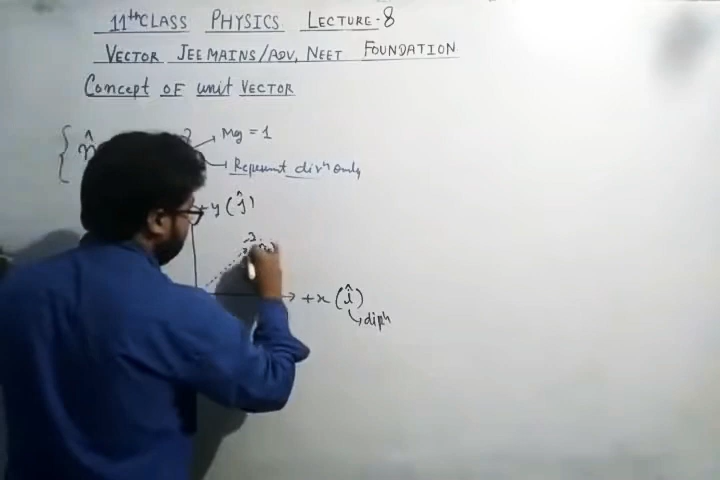 11th CLASS PHYSICS LECTURE-8
VECTOR JEE MAINS/ADV, NEET FOUNDATION
CONCEPT OF unit VECTOR
n̂ Mg = 1
Represent dirⁿ only
+y (ĵ)
+x (î)
dirⁿ